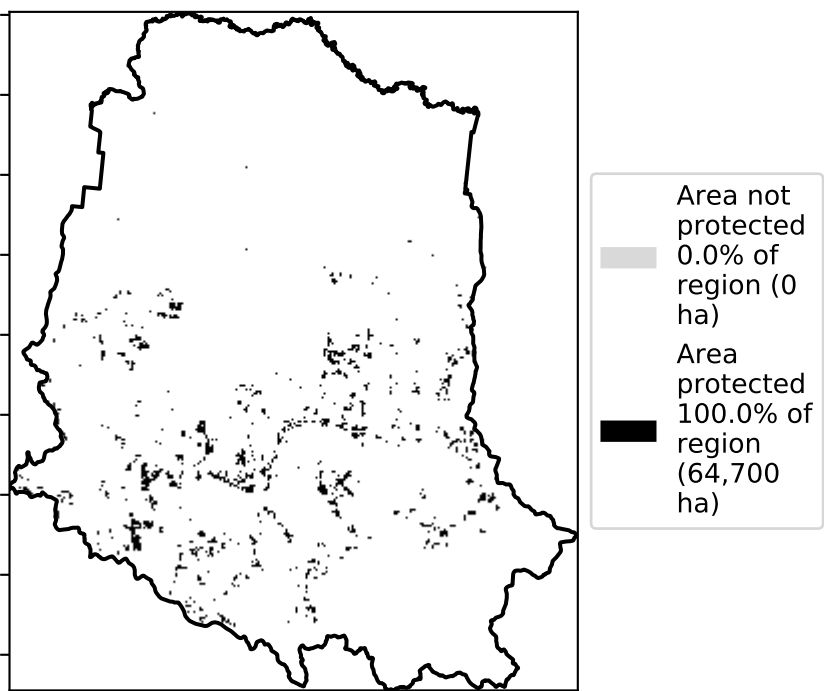 Area not
protected
0.0% of
region (0
ha)
Area
protected
100.0% of
region
(64,700
ha)